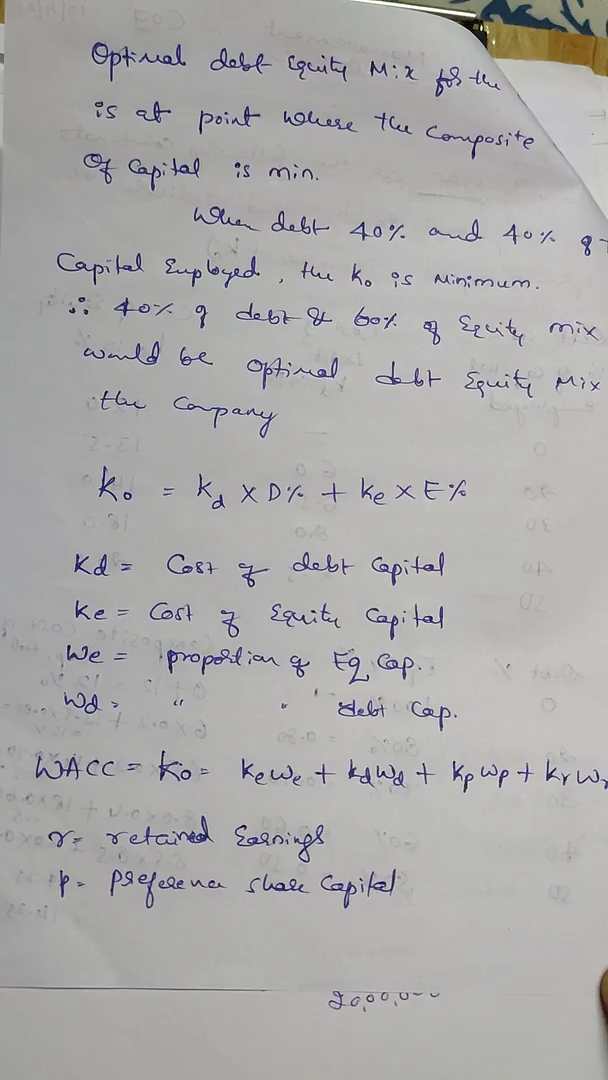 Optimal debt Equity Mix for the
is at point where the Composite
Of Capital is min.
When debt 40% and 40% of
Capital Employed, the Ko is Minimum.
∴ 40% of debt & 60% of Equity mix
would be optimal debt Equity Mix
the Company
Ko = Kd X D% + Ke X E%
Kd = Cost of debt Capital
Ke = Cost of Equity Capital
We = proportion of Eq Cap.
Wd = " " debt Cap.
WACC = Ko = KeWe + KdWd + KpWp + KrWr
r = retained Earnings
p = preference share Capital